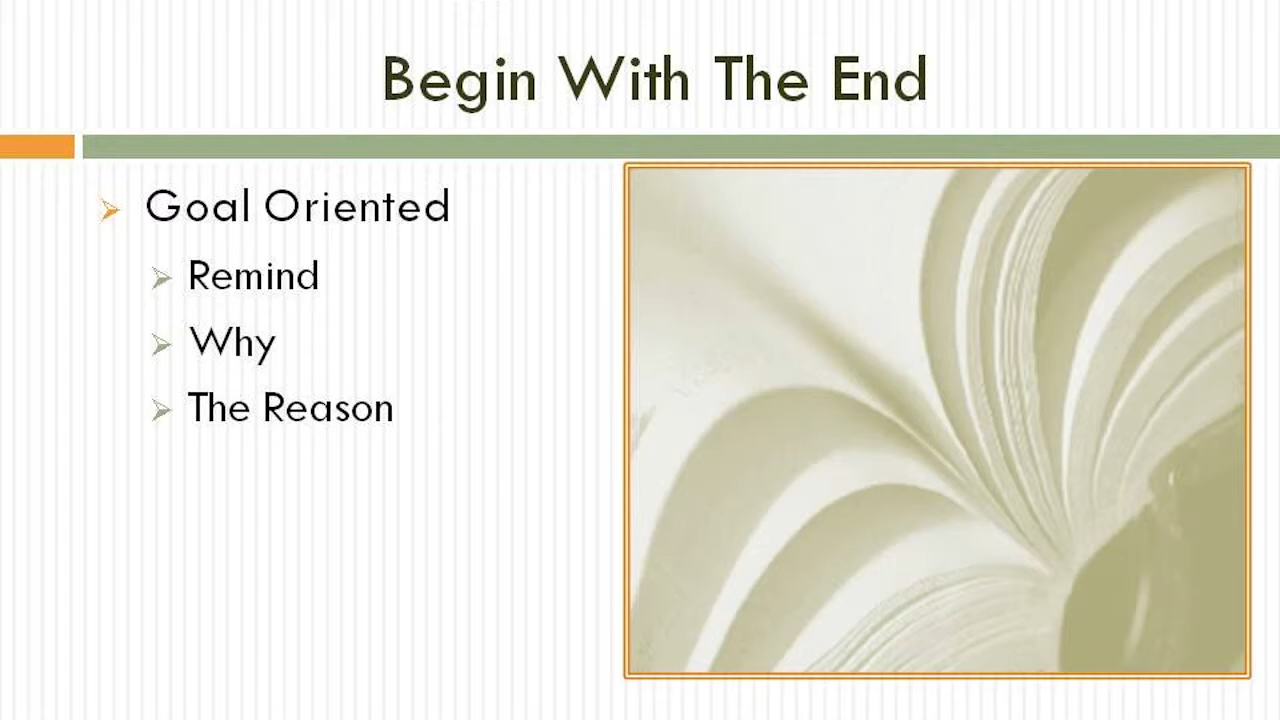 Begin With The End
Goal Oriented
Remind
Why
The Reason